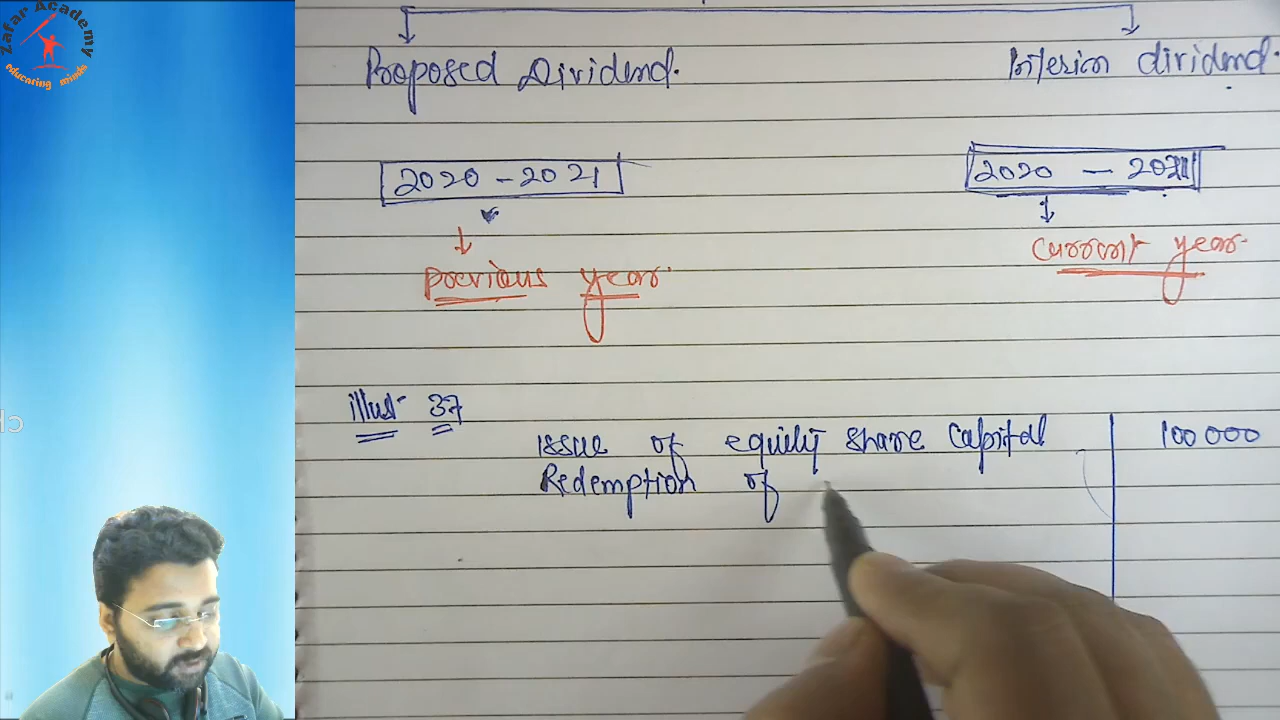 Zafar Academy
educating minds
Proposed Dividend.
Interim dividend.
2020 - 2021
2020 - 2021
Previous year.
Current year.
illust 37
Issue of equity share capital 100000
Redemption of